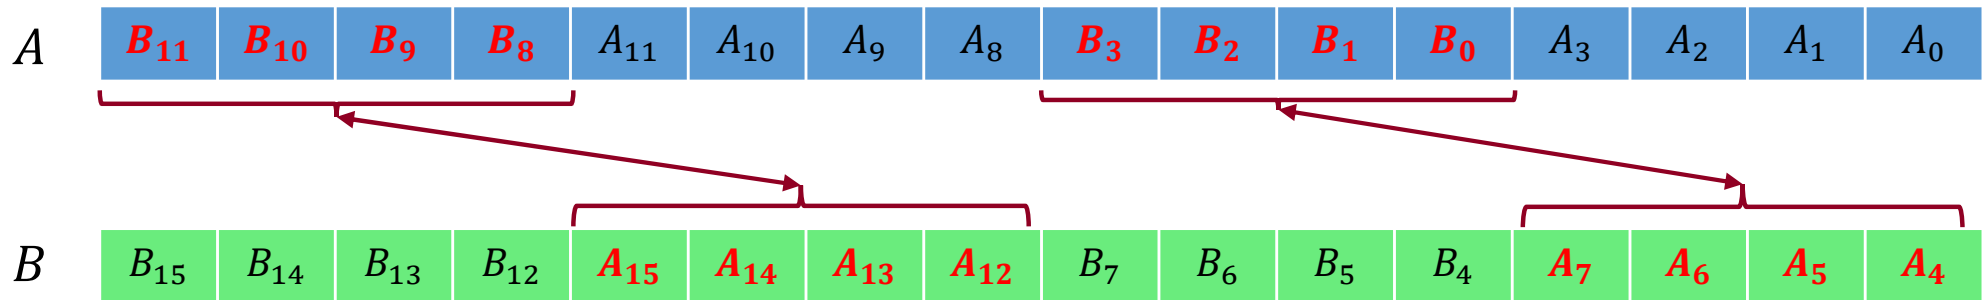 A B₁₁ B₁₀ B₉ B₈ A₁₁ A₁₀ A₉ A₈ B₃ B₂ B₁ B₀ A₃ A₂ A₁ A₀
B B₁₅ B₁₄ B₁₃ B₁₂ A₁₅ A₁₄ A₁₃ A₁₂ B₇ B₆ B₅ B₄ A₇ A₆ A₅ A₄